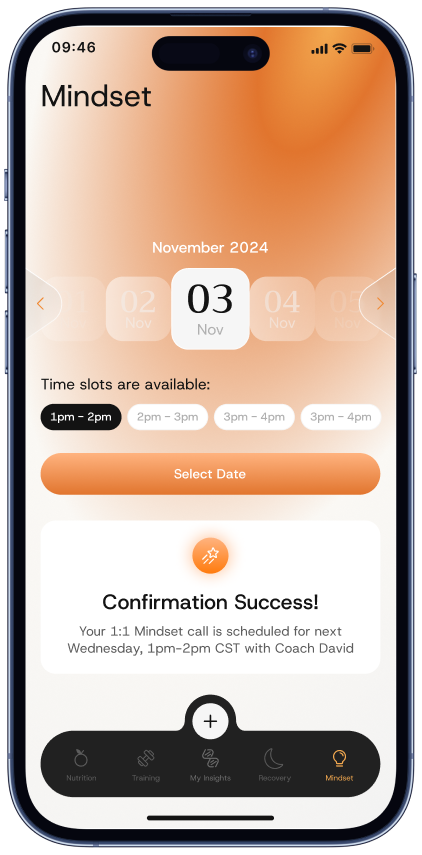 09:46
Mindset
November 2024
02 03 04 05
Nov Nov Nov Nov
Time slots are available:
1pm - 2pm 2pm - 3pm 3pm - 4pm 3pm - 4pm
Select Date
Confirmation Success!
Your 1:1 Mindset call is scheduled for next
Wednesday, 1pm-2pm CST with Coach David
Nutrition Training My Insights Recovery Mindset